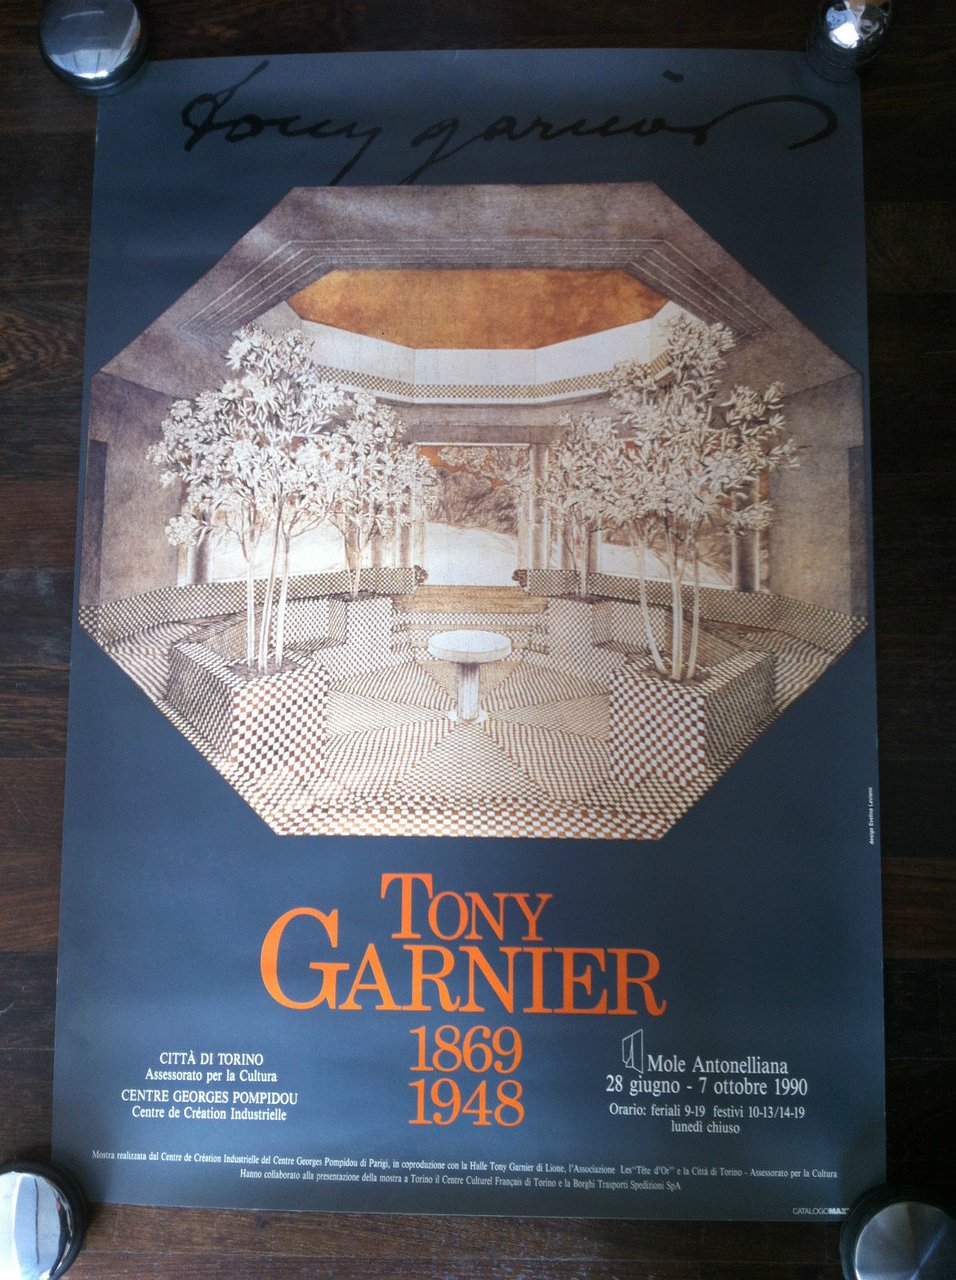 tony garnier
design Evelina Laviano
TONY
GARNIER
1869
1948
CITTÀ DI TORINO
Assessorato per la Cultura
CENTRE GEORGES POMPIDOU
Centre de Création Industrielle
Mole Antonelliana
28 giugno - 7 ottobre 1990
Orario: feriali 9-19 festivi 10-13/14-19
lunedì chiuso
Mostra realizzata dal Centre de Création Industrielle del Centre Georges Pompidou di Parigi, in coproduzione con la Halle Tony Garnier di Lione, l'Association Les "Tête d'Or" e la Città di Torino - Assessorato per la Cultura
Hanno collaborato alla presentazione della mostra a Torino il Centre Culturel Français di Torino e la Borghi Trasporti Spedizioni SpA
CATALOGO